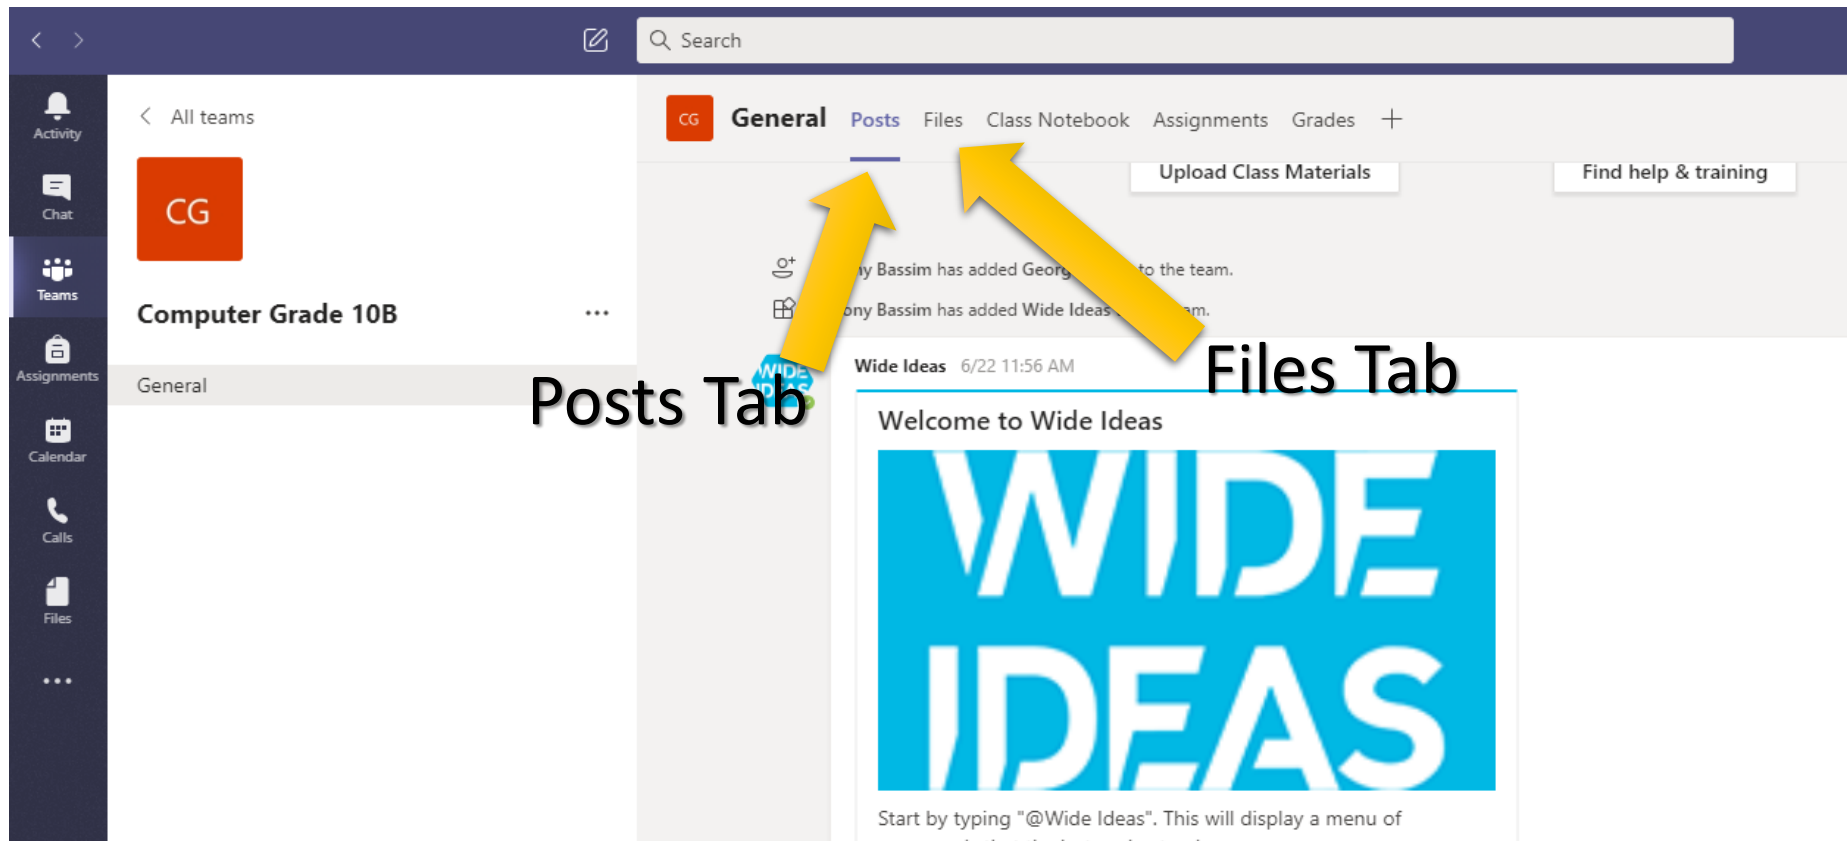 Search
Activity
Chat
Teams
Assignments
Calendar
Calls
Files
All teams
CG
Computer Grade 10B
General
CG General Posts Files Class Notebook Assignments Grades
Upload Class Materials Find help & training
Bassim has added to the team.
ony Bassim has added Wide Ideas
Posts Tab
Files Tab
WIDE IDEAS
Wide Ideas 6/22 11:56 AM
Welcome to Wide Ideas
WIDE
IDEAS
Start by typing "@Wide Ideas". This will display a menu of